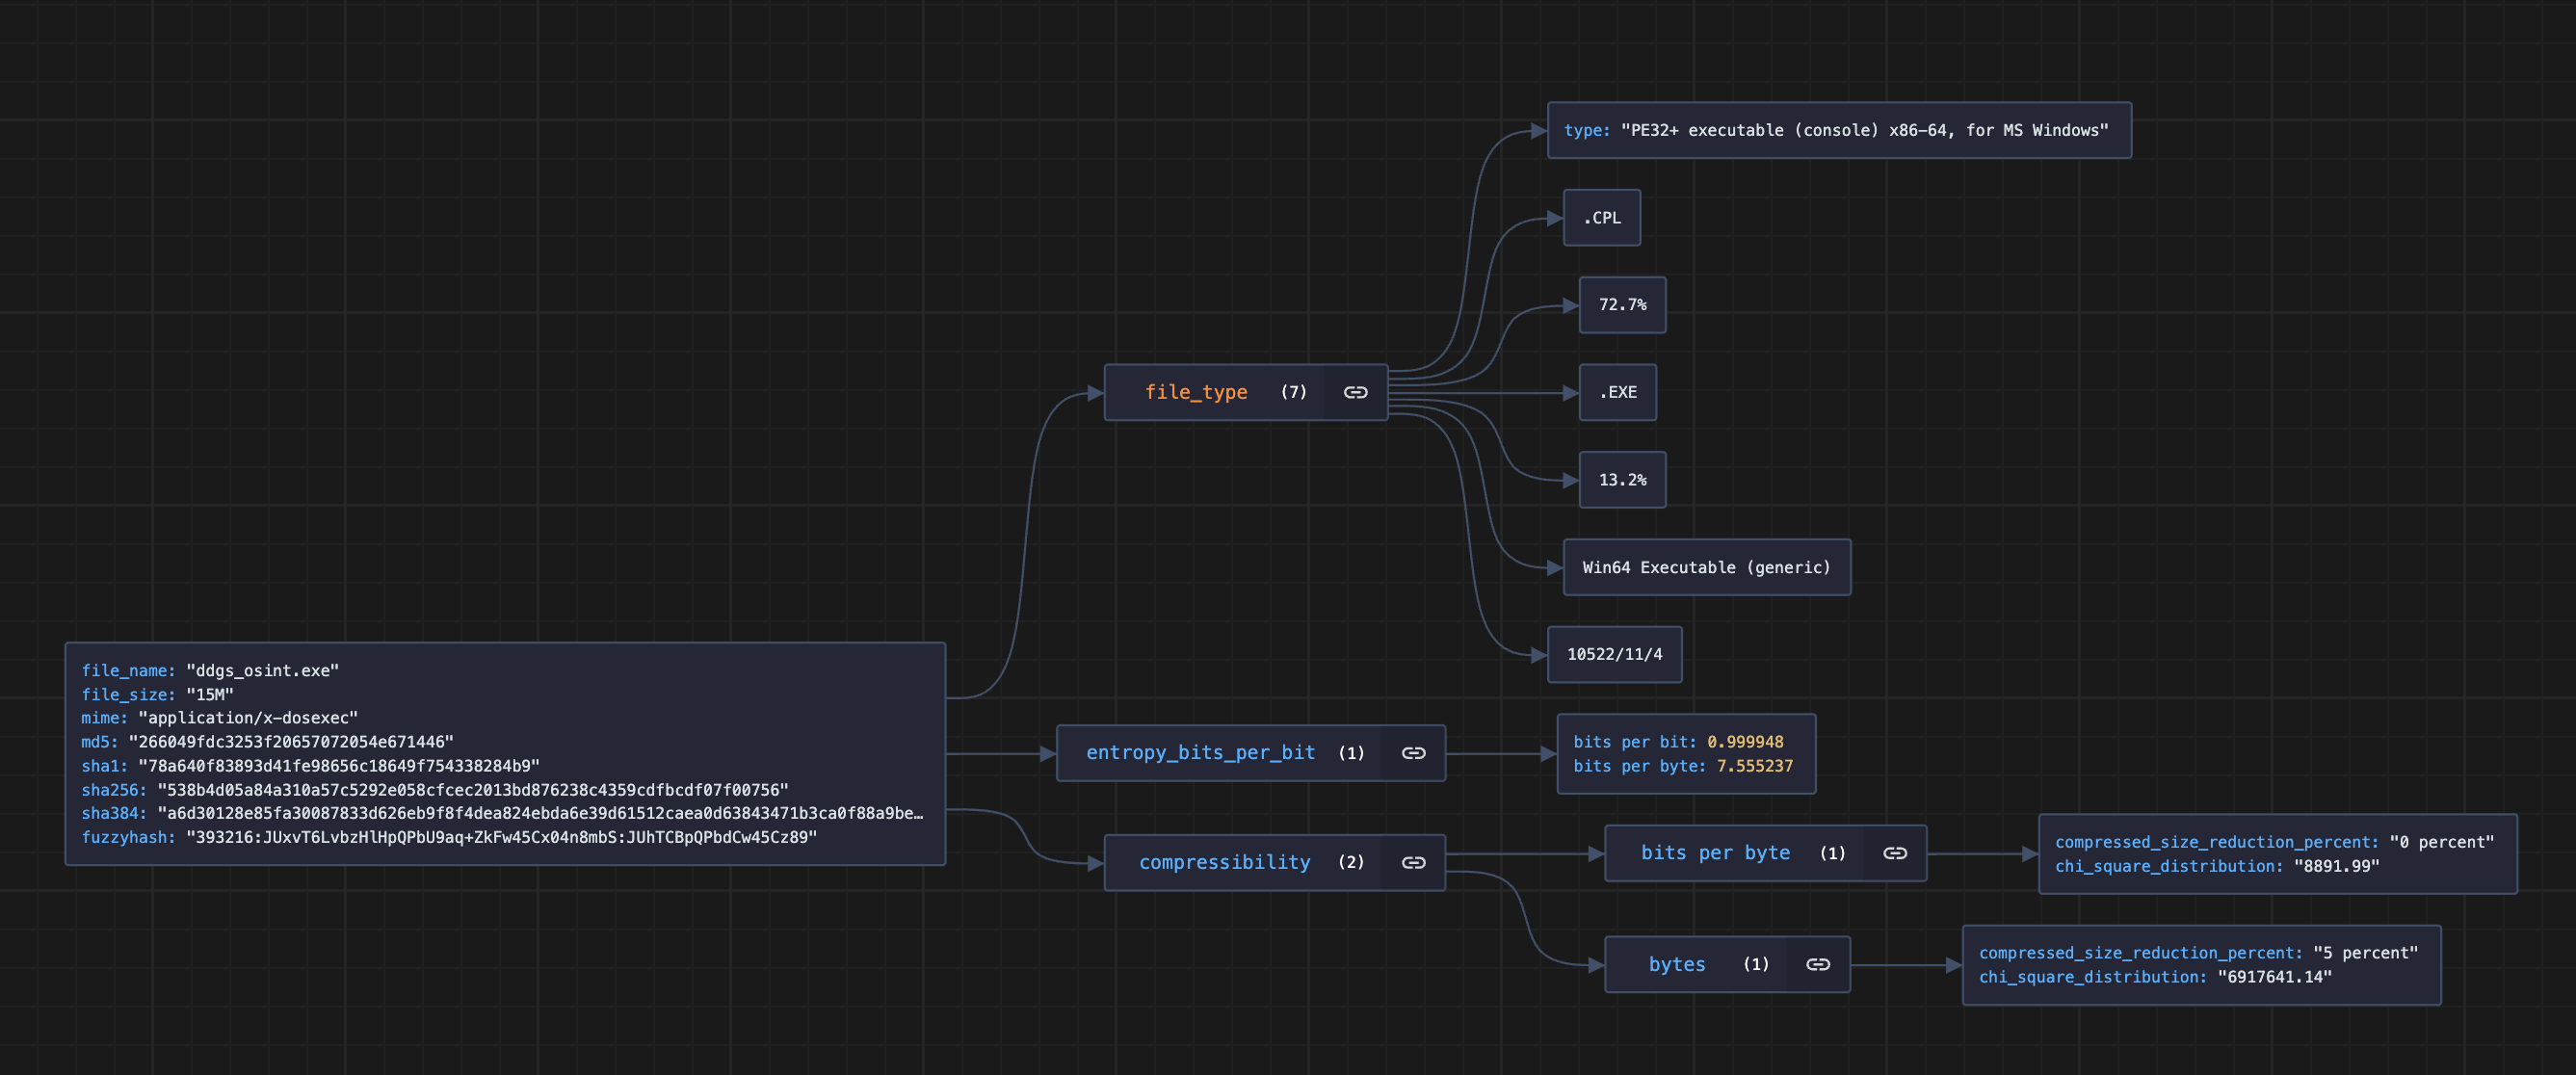 type: "PE32+ executable (console) x86-64, for MS Windows"
.CPL
72.7%
file_type (7)
.EXE
13.2%
Win64 Executable (generic)
10522/11/4
file_name: "ddgs_osint.exe"
file_size: "15M"
mime: "application/x-dosexec"
md5: "266049fdc3253f20657072054e671446"
sha1: "78a640f83893d41fe98656c18649f754338284b9"
sha256: "538b4d05a84a310a57c5292e058cfcec2013bd876238c4359cdfbcdf07f00756"
sha384: "a6d30128e85fa30087833d626eb9f8f4dea824ebda6e39d61512caea0d63843471b3ca0f88a9be…
fuzzyhash: "393216:JUxvT6LvbzHlHpQPbU9aq+ZkFw45Cx04n8mbS:JUhTCBpQPbdCw45Cz89"
entropy_bits_per_bit (1)
bits per bit: 0.999948
bits per byte: 7.555237
compressibility (2)
bits per byte (1)
compressed_size_reduction_percent: "0 percent"
chi_square_distribution: "8891.99"
bytes (1)
compressed_size_reduction_percent: "5 percent"
chi_square_distribution: "6917641.14"